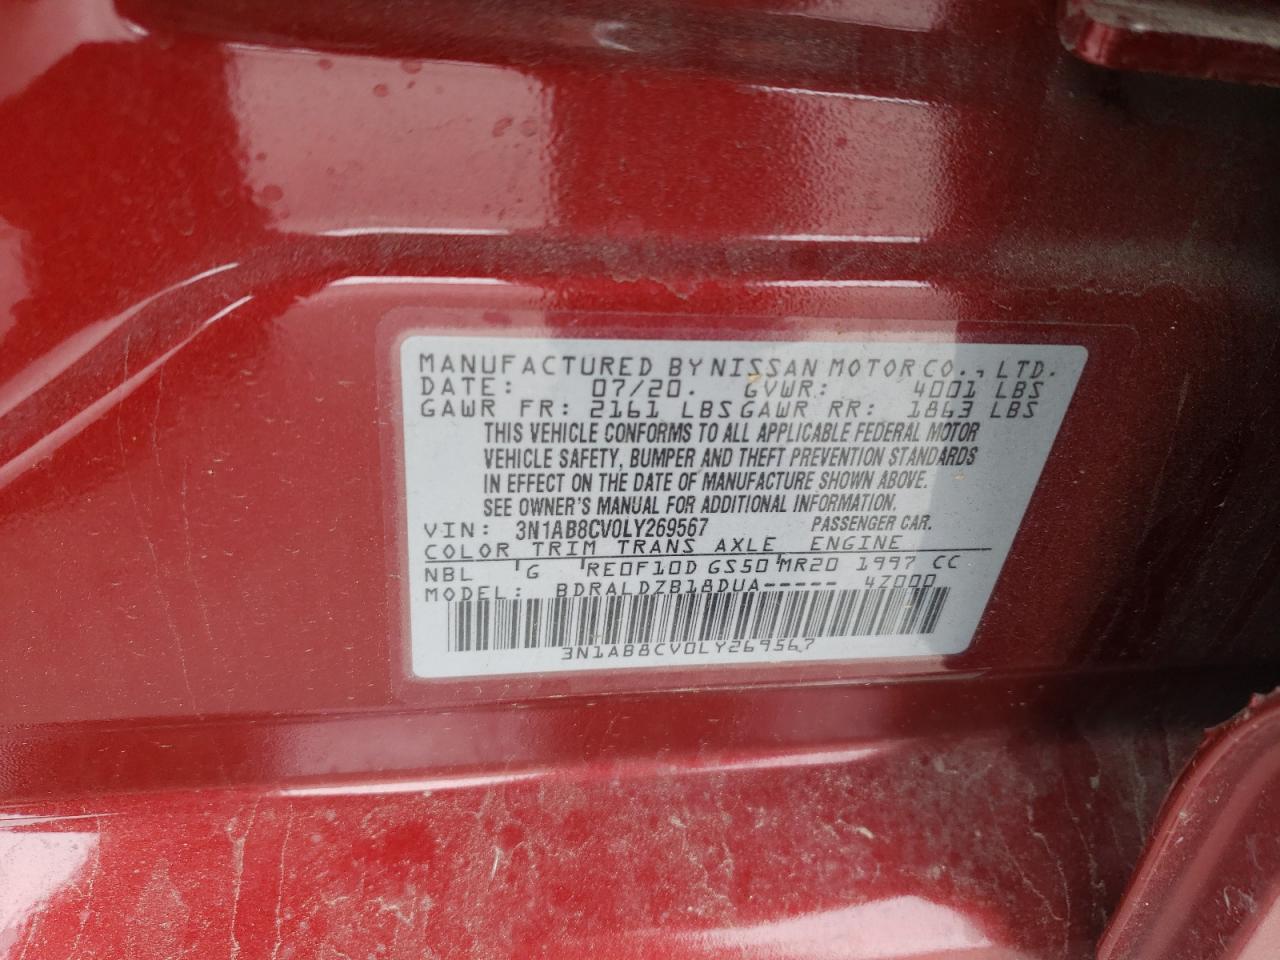 MANUFACTURED BY NISSAN MOTOR CO., LTD.
DATE: 07/20. GVWR: 4001 LBS
GAWR FR: 2161 LBS GAWR RR: 1863 LBS
THIS VEHICLE CONFORMS TO ALL APPLICABLE FEDERAL MOTOR
VEHICLE SAFETY, BUMPER AND THEFT PREVENTION STANDARDS
IN EFFECT ON THE DATE OF MANUFACTURE SHOWN ABOVE.
SEE OWNER'S MANUAL FOR ADDITIONAL INFORMATION.
VIN: 3N1AB8CV0LY269567 PASSENGER CAR.
COLOR TRIM TRANS AXLE ENGINE
NBL 'G 'RE0F10D GS50'MR20 1997 CC
MODEL: BDRALDZB18DUA----- 4Z000
3N1AB8CV0LY269567